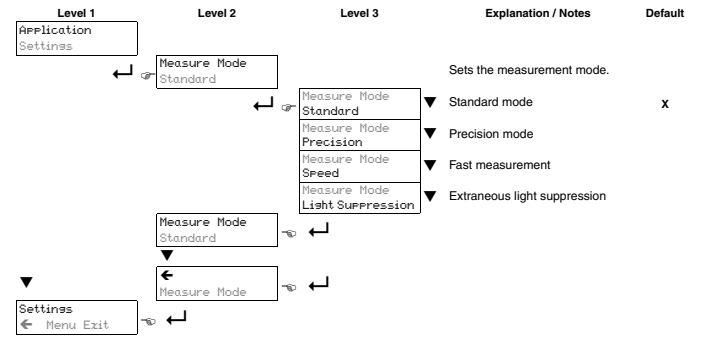 Level 1 Level 2 Level 3 Explanation / Notes Default
Application
Settings
Measure Mode
Standard
Sets the measurement mode.
Measure Mode
Standard
Standard mode
x
Measure Mode
Precision
Precision mode
Measure Mode
Speed
Fast measurement
Measure Mode
Light Suppression
Extraneous light suppression
Measure Mode
Standard
←
Measure Mode
Settings
← Menu Exit